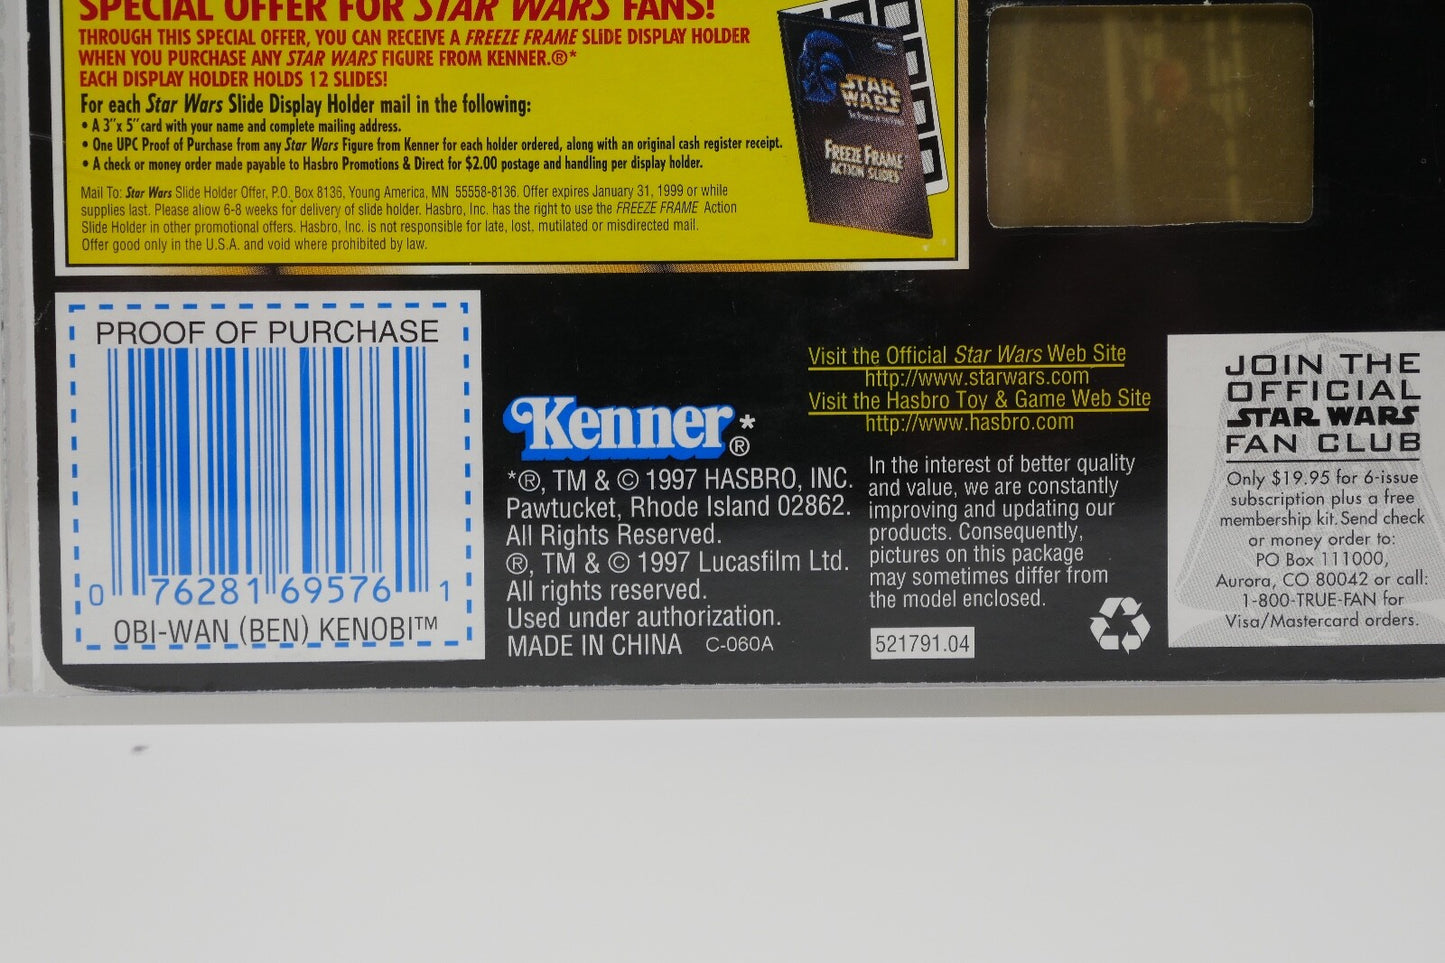 SPECIAL OFFER FOR STAR WARS FANS!
THROUGH THIS SPECIAL OFFER, YOU CAN RECEIVE A FREEZE FRAME SLIDE DISPLAY HOLDER
WHEN YOU PURCHASE ANY STAR WARS FIGURE FROM KENNER.®*
EACH DISPLAY HOLDER HOLDS 12 SLIDES!
For each Star Wars Slide Display Holder mail in the following:
• A 3"x 5" card with your name and complete mailing address.
• One UPC Proof of Purchase from any Star Wars Figure from Kenner for each holder ordered, along with an original cash register receipt.
• A check or money order made payable to Hasbro Promotions & Direct for $2.00 postage and handling per display holder.
Mail To: Star Wars Slide Holder Offer, P.O. Box 8136, Young America, MN 55558-8136. Offer expires January 31, 1999 or while
supplies last. Please allow 6-8 weeks for delivery of slide holder. Hasbro, Inc. has the right to use the FREEZE FRAME Action
Slide Holder in other promotional offers. Hasbro, Inc. is not responsible for late, lost, mutilated or misdirected mail.
Offer good only in the U.S.A. and void where prohibited by law.
STAR
WARS
FREEZE FRAME
ACTION SLIDES
PROOF OF PURCHASE
0 76281 69576 1
OBI-WAN (BEN) KENOBI™
Kenner®*
*®, TM & © 1997 HASBRO, INC.
Pawtucket, Rhode Island 02862.
All Rights Reserved.
®, TM & © 1997 Lucasfilm Ltd.
All rights reserved.
Used under authorization.
MADE IN CHINA C-060A
Visit the Official Star Wars Web Site
http://www.starwars.com
Visit the Hasbro Toy & Game Web Site
http://www.hasbro.com
In the interest of better quality
and value, we are constantly
improving and updating our
products. Consequently,
pictures on this package
may sometimes differ from
the model enclosed.
521791.04
JOIN THE
OFFICIAL
STAR WARS
FAN CLUB
Only $19.95 for 6-issue
subscription plus a free
membership kit. Send check
or money order to:
PO Box 111000,
Aurora, CO 80042 or call:
1-800-TRUE-FAN for
Visa/Mastercard orders.